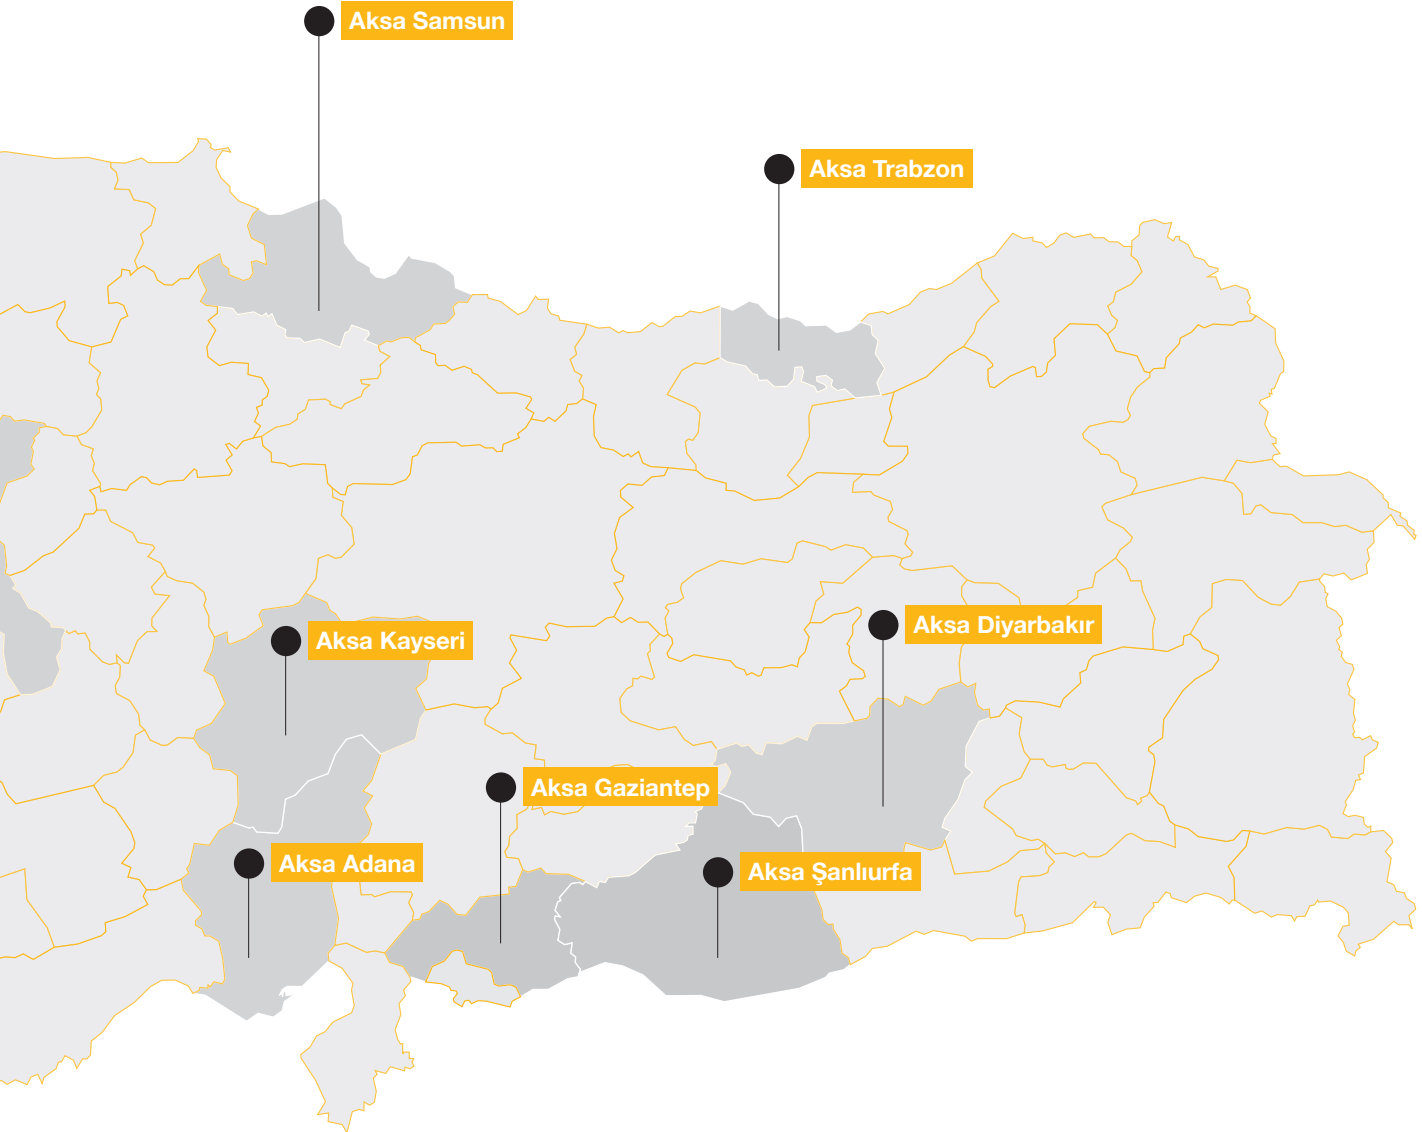 Aksa Samsun
Aksa Trabzon
Aksa Diyarbakır
Aksa Kayseri
Aksa Gaziantep
Aksa Adana
Aksa Şanlıurfa